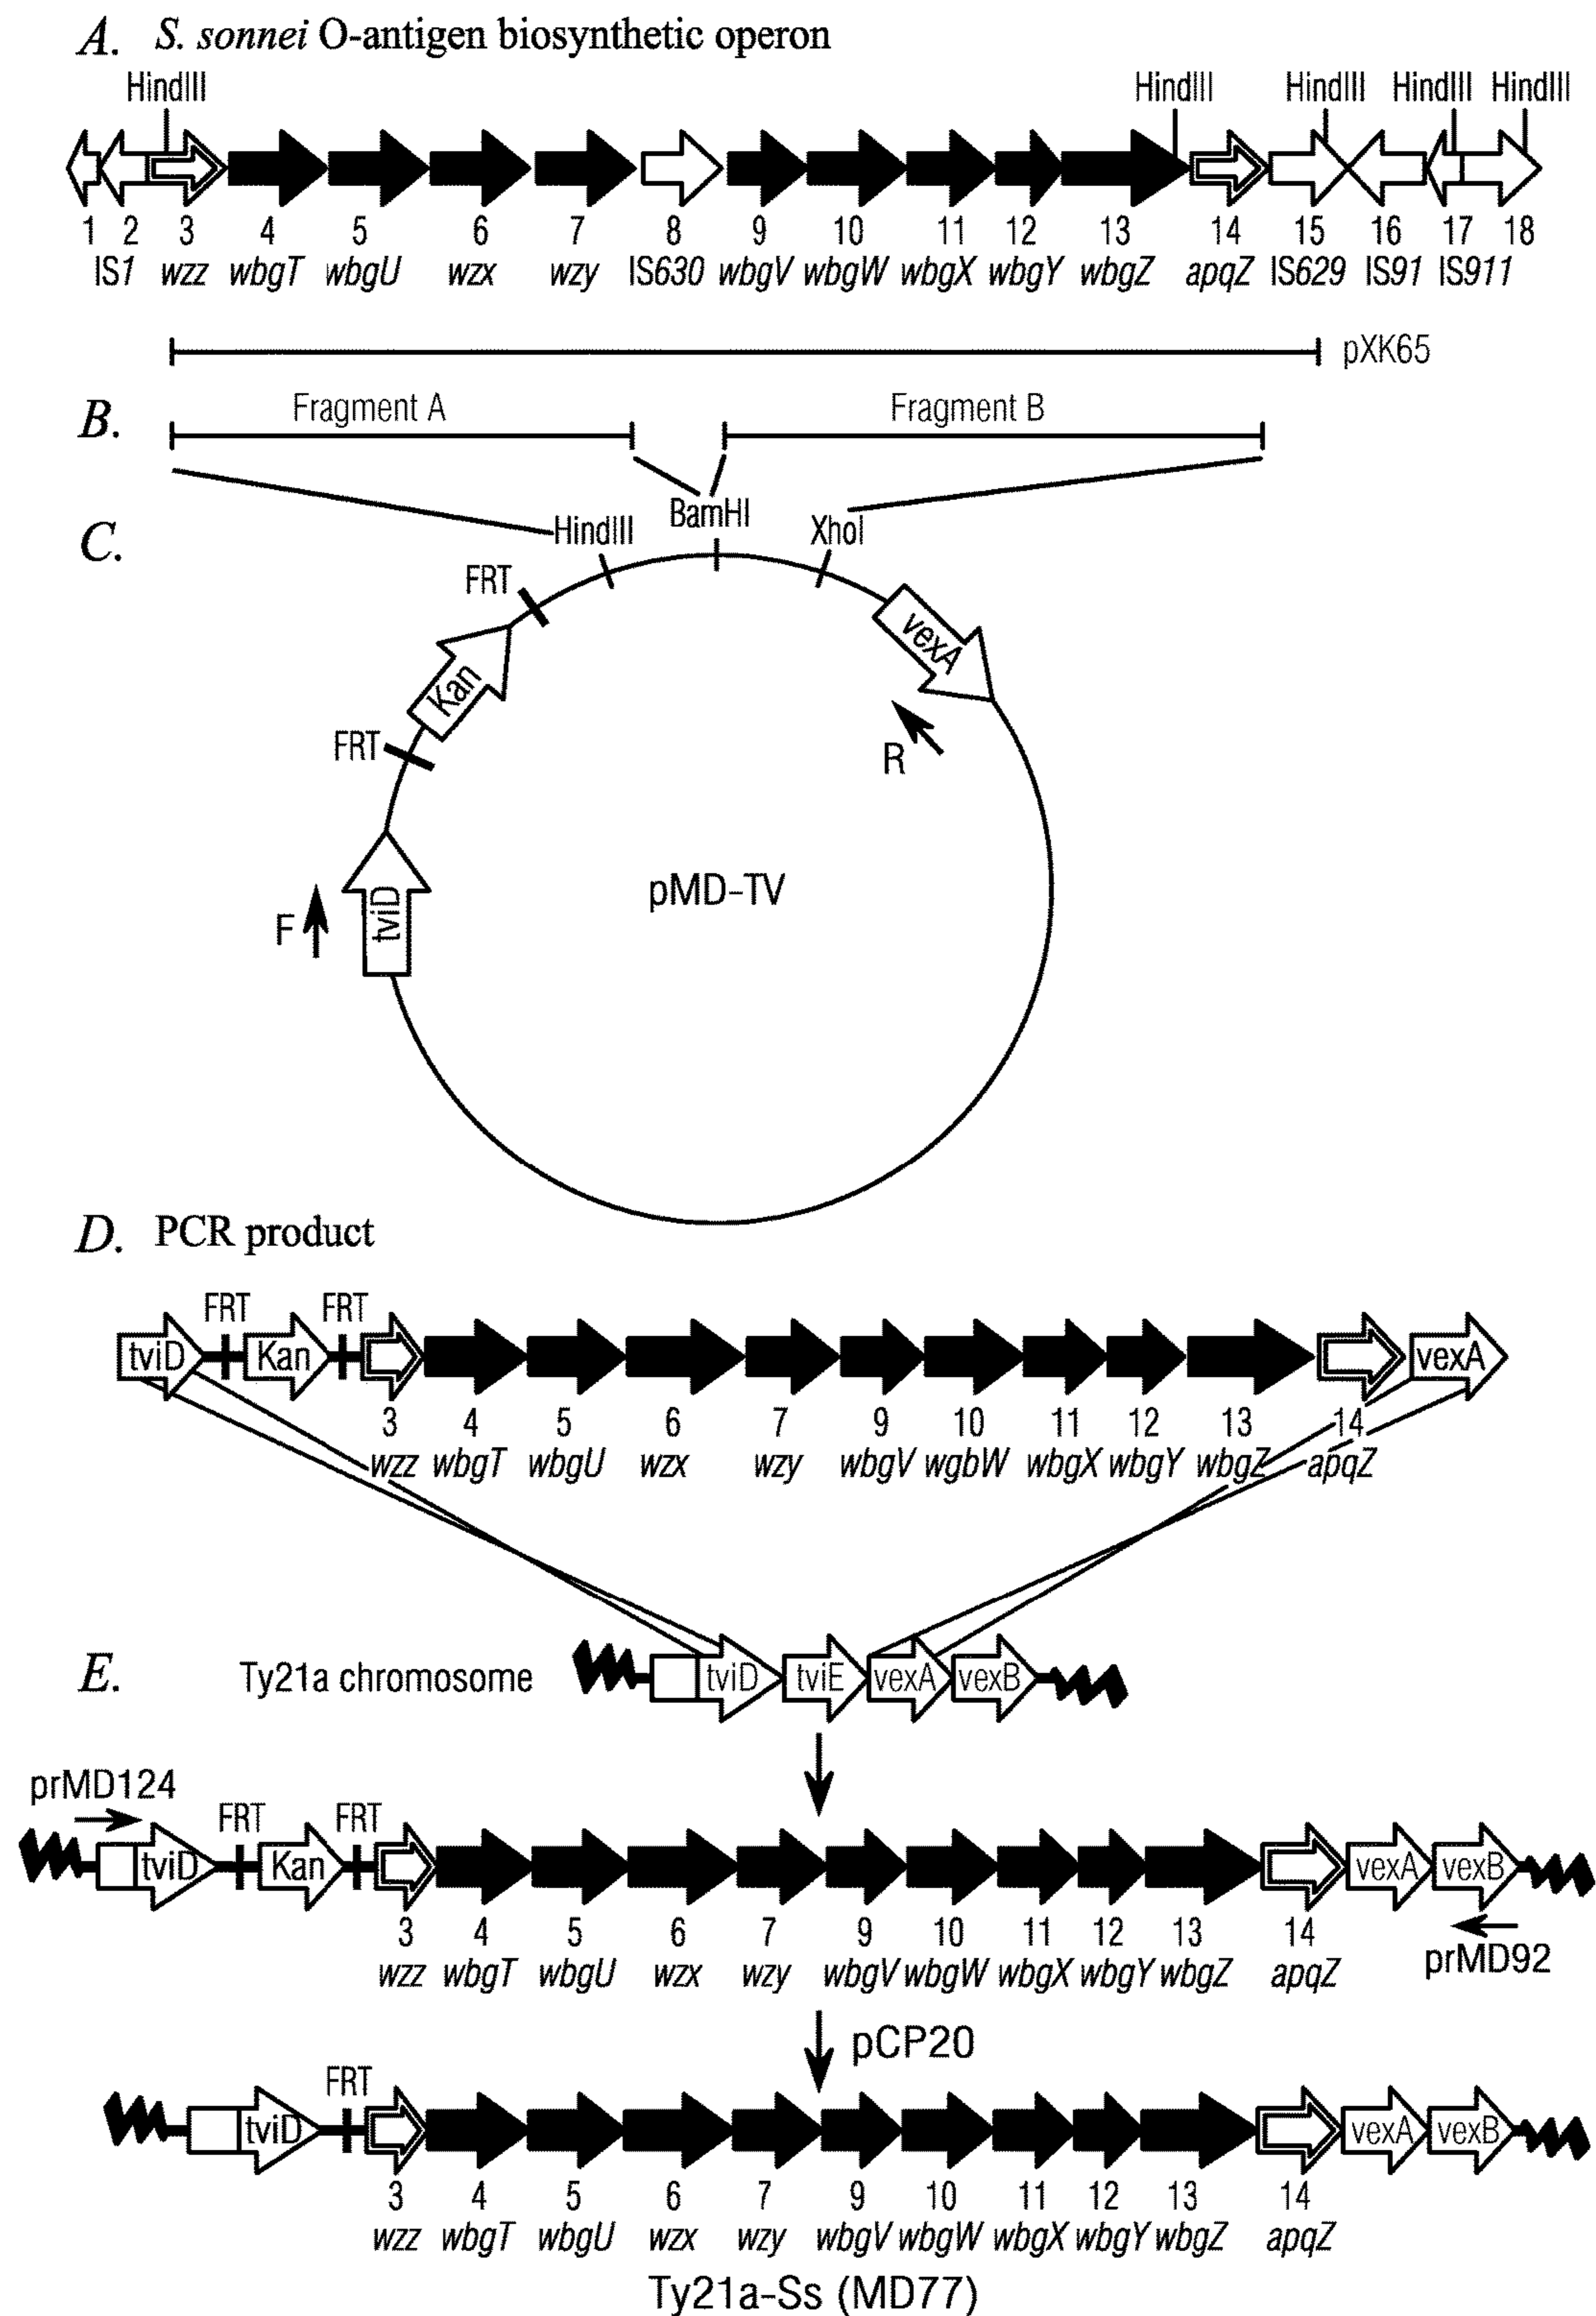 A. S. sonnei O-antigen biosynthetic operon
HindIII HindIII HindIII HindIII HindIII
1 2 3 4 5 6 7 8 9 10 11 12 13 14 15 16 17 18
IS1 wzz wbgT wbgU wzx wzy IS630 wbgV wbgW wbgX wbgY wbgZ apqZ IS629 IS91 IS911
pXK65
B. Fragment A Fragment B
C. HindIII BamHI XhoI
FRT
vexA
Kan
FRT
R
tviD
F
pMD-TV
D. PCR product
FRT FRT
tviD Kan vexA
3 4 5 6 7 9 10 11 12 13 14
wzz wbgT wbgU wzx wzy wbgV wgbW wbgX wbgY wbgZ apqZ
E. Ty21a chromosome tviD tviE vexA vexB
prMD124
FRT FRT
tviD Kan vexA vexB
3 4 5 6 7 9 10 11 12 13 14
wzz wbgT wbgU wzx wzy wbgV wbgW wbgX wbgY wbgZ apqZ
prMD92
pCP20
FRT
tviD vexA vexB
3 4 5 6 7 9 10 11 12 13 14
wzz wbgT wbgU wzx wzy wbgV wbgW wbgX wbgY wbgZ apqZ
Ty21a-Ss (MD77)